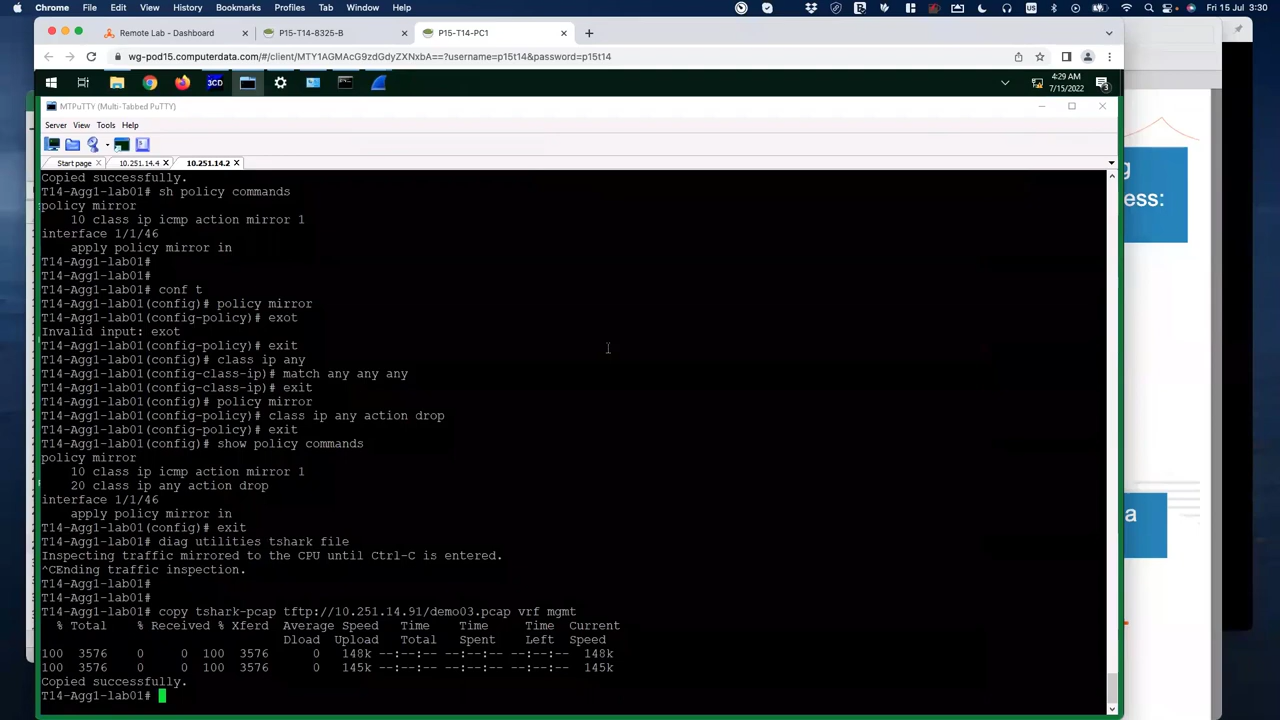 Chrome File Edit View History Bookmarks Profiles Tab Window Help Fri 15 Jul 3:30
Remote Lab - Dashboard P15-T14-8325-B P15-T14-PC1
wg-pod15.computerdata.com/#/client/MTY1AGMAcG9zdGdyZXNxbA==?username=p15t14&password=p15t14
4:29 AM
7/15/2022
MTPuTTY (Multi-Tabbed PuTTY)
Server View Tools Help
Start page 10.251.14.4 10.251.14.2
Copied successfully.
T14-Agg1-lab01# sh policy commands
policy mirror
10 class ip icmp action mirror 1
interface 1/1/46
apply policy mirror in
T14-Agg1-lab01#
T14-Agg1-lab01#
T14-Agg1-lab01# conf t
T14-Agg1-lab01(config)# policy mirror
T14-Agg1-lab01(config-policy)# exot
Invalid input: exot
T14-Agg1-lab01(config-policy)# exit
T14-Agg1-lab01(config)# class ip any
T14-Agg1-lab01(config-class-ip)# match any any any
T14-Agg1-lab01(config-class-ip)# exit
T14-Agg1-lab01(config)# policy mirror
T14-Agg1-lab01(config-policy)# class ip any action drop
T14-Agg1-lab01(config-policy)# exit
T14-Agg1-lab01(config)# show policy commands
policy mirror
10 class ip icmp action mirror 1
20 class ip any action drop
interface 1/1/46
apply policy mirror in
T14-Agg1-lab01(config)# exit
T14-Agg1-lab01# diag utilities tshark file
Inspecting traffic mirrored to the CPU until Ctrl-C is entered.
^CEnding traffic inspection.
T14-Agg1-lab01#
T14-Agg1-lab01#
T14-Agg1-lab01# copy tshark-pcap tftp://10.251.14.91/demo03.pcap vrf mgmt
% Total % Received % Xferd Average Speed Time Time Time Current
Dload Upload Total Spent Left Speed
100 3576 0 0 100 3576 0 148k --:--:-- --:--:-- --:--:-- 148k
100 3576 0 0 100 3576 0 145k --:--:-- --:--:-- --:--:-- 145k
Copied successfully.
T14-Agg1-lab01#
g
ess:
a